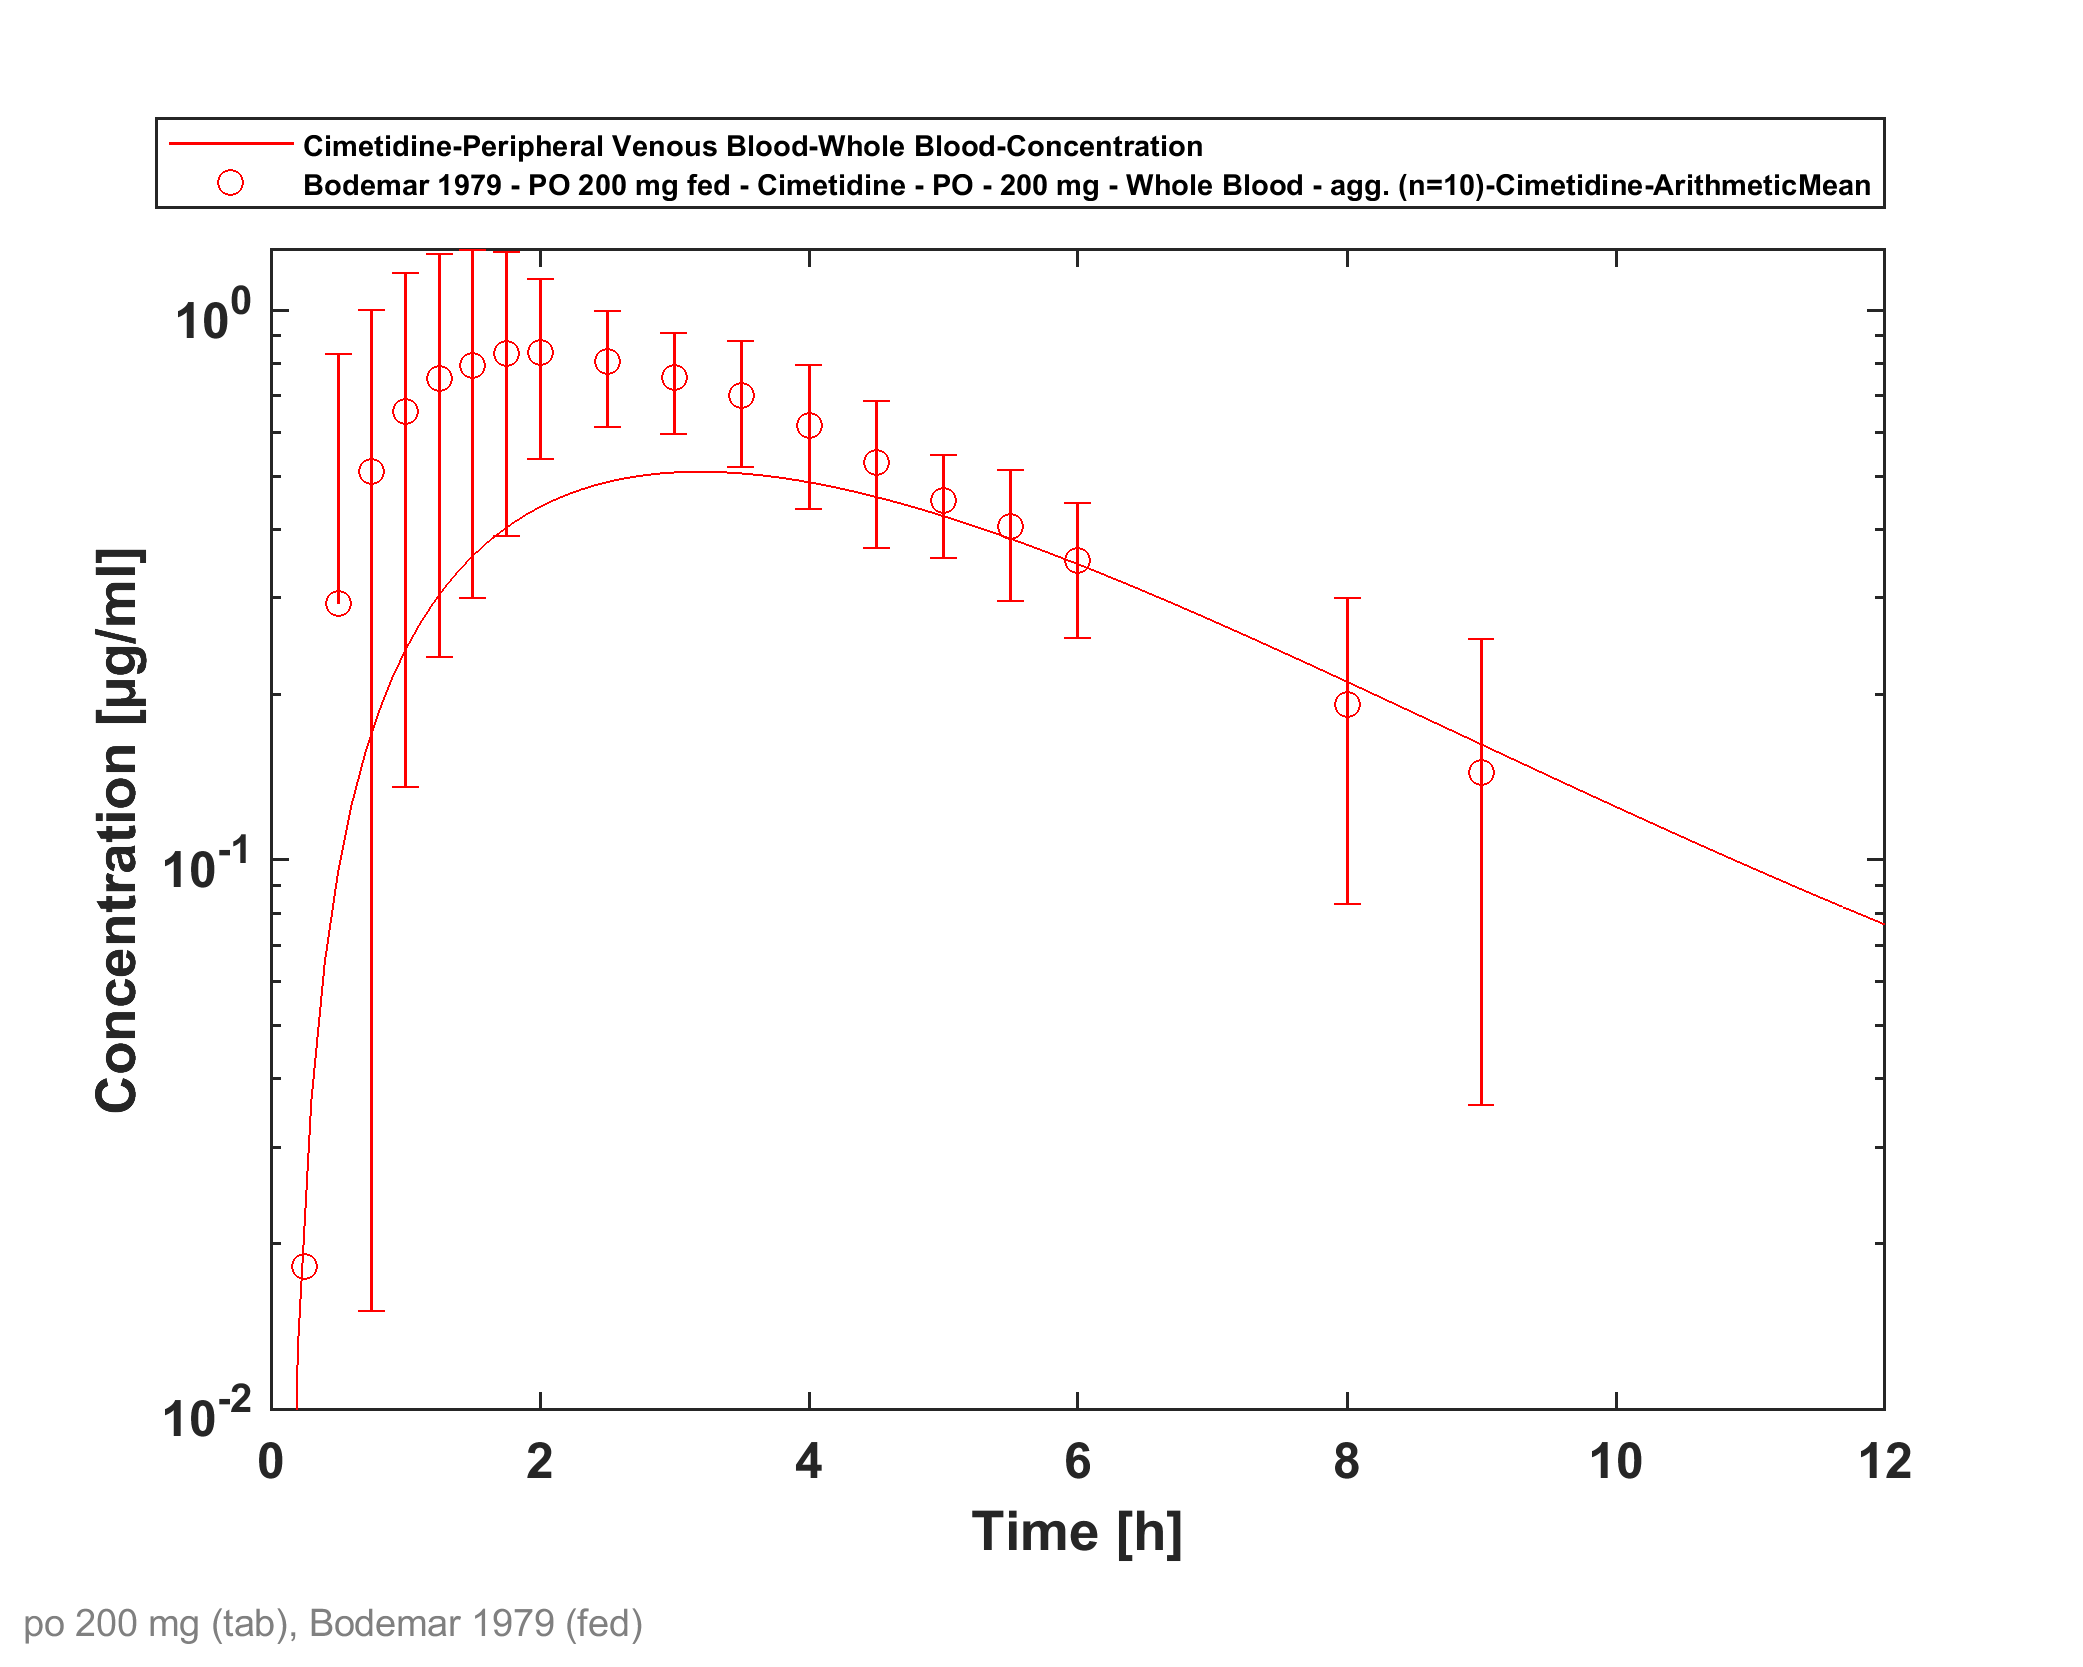 Cimetidine-Peripheral Venous Blood-Whole Blood-Concentration
Bodemar 1979 - PO 200 mg fed - Cimetidine - PO - 200 mg - Whole Blood - agg. (n=10)-Cimetidine-ArithmeticMean
10^0
10^-1
10^-2
Concentration [µg/ml]
0 2 4 6 8 10 12
Time [h]
po 200 mg (tab), Bodemar 1979 (fed)